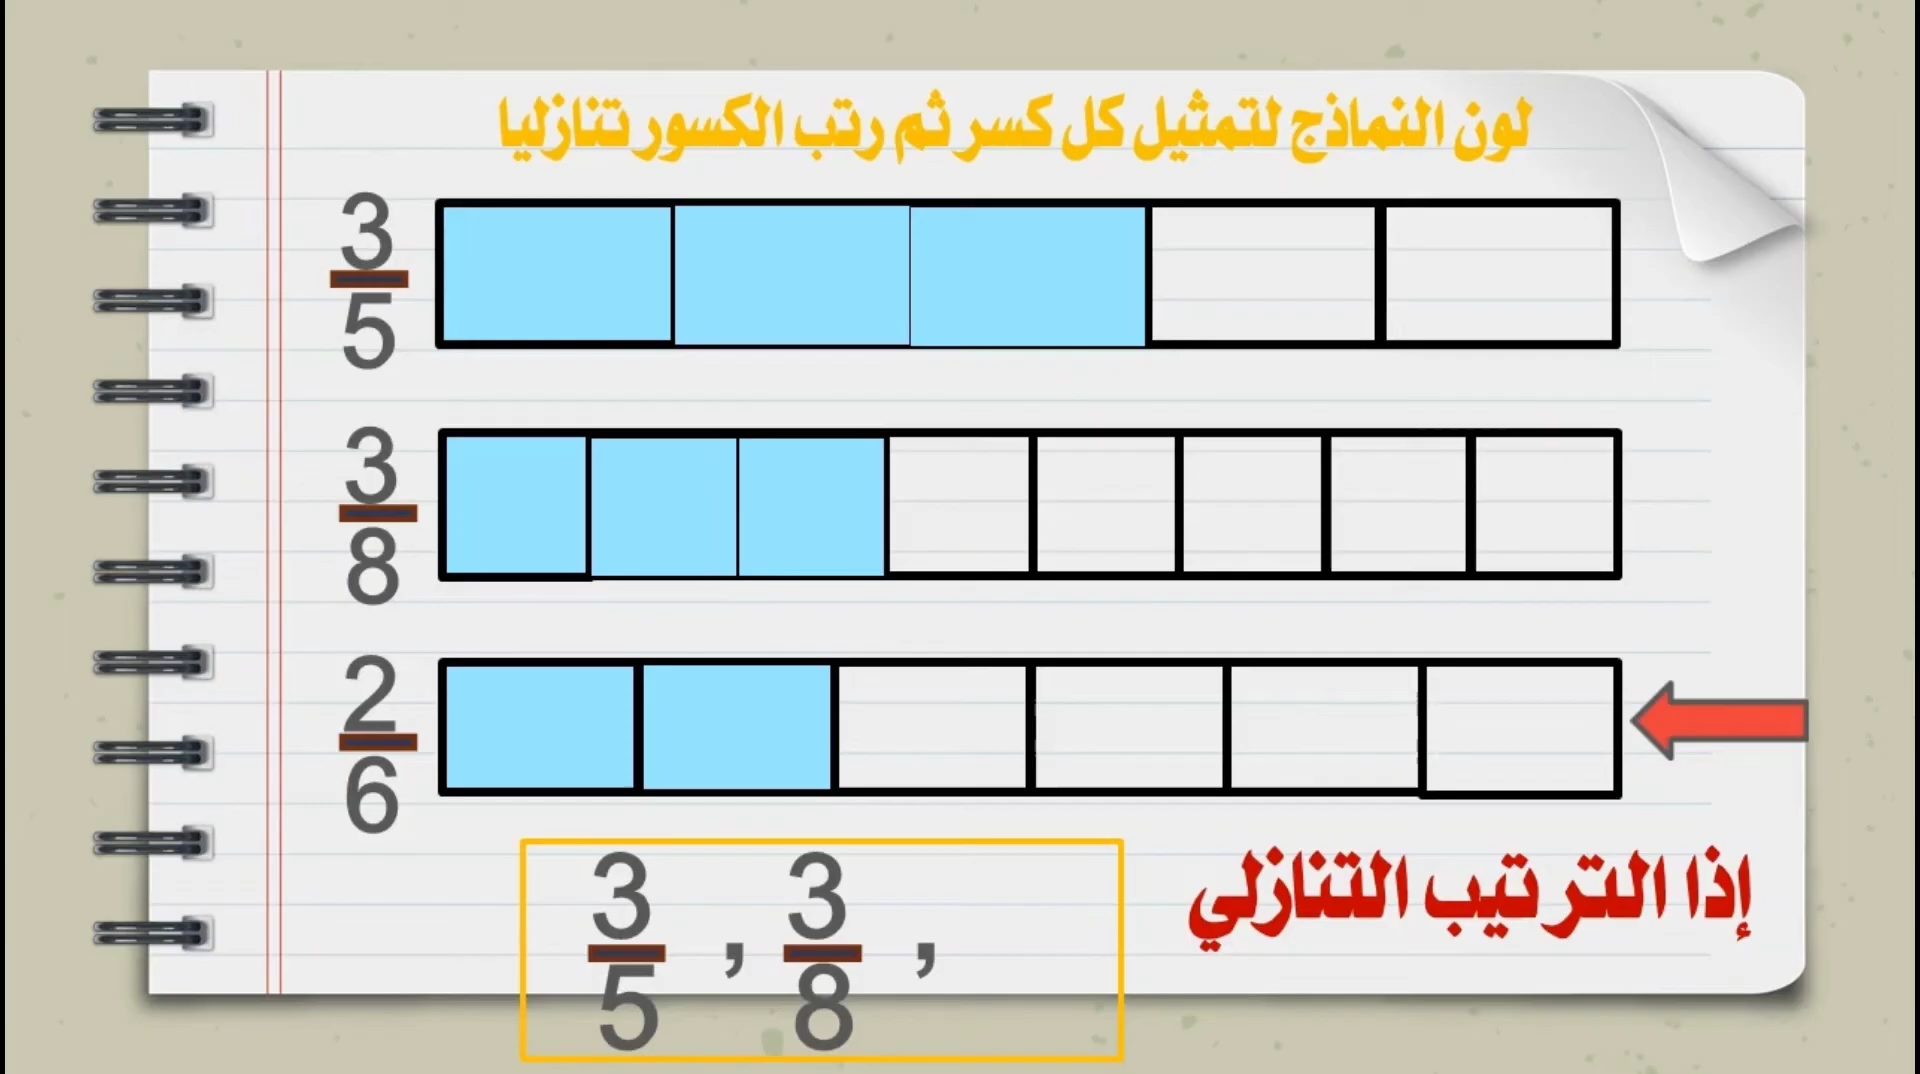 لون النماذج لتمثيل كل كسر ثم رتب الكسور تنازليا
3
5
3
8
2
6
إذا الترتيب التنازلي
3 , 3 ,
5 8